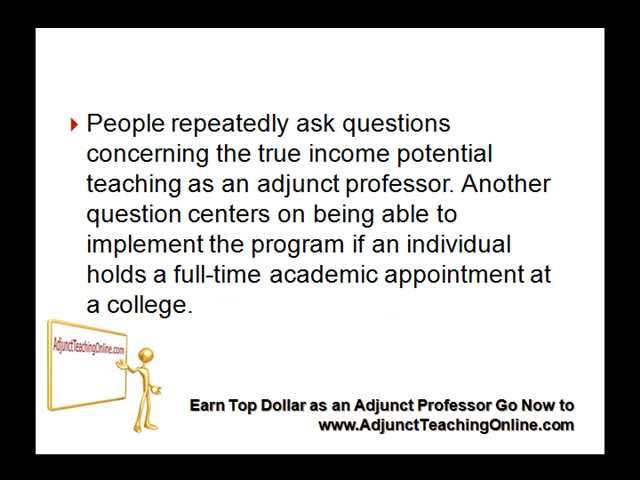 People repeatedly ask questions
concerning the true income potential
teaching as an adjunct professor. Another
question centers on being able to
implement the program if an individual
holds a full-time academic appointment at
a college.
AdjunctTeachingOnline.com
Earn Top Dollar as an Adjunct Professor Go Now to
www.AdjunctTeachingOnline.com